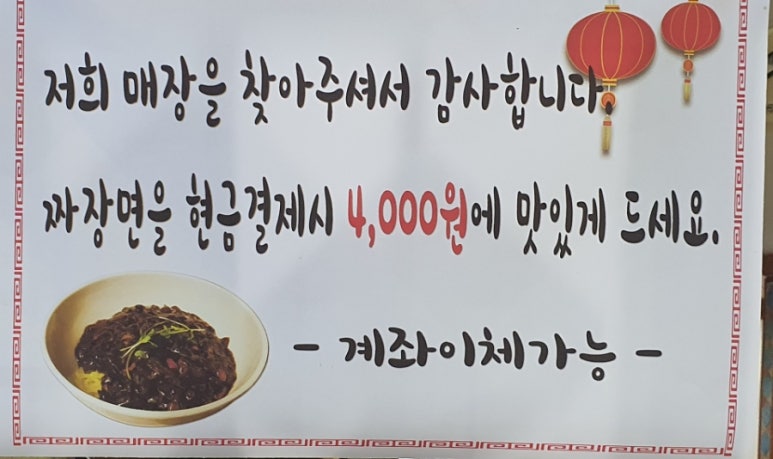 저희 매장을 찾아주셔서 감사합니다.
짜장면을 현금결제시 4,000원에 맛있게 드세요.
- 계좌이체가능 -